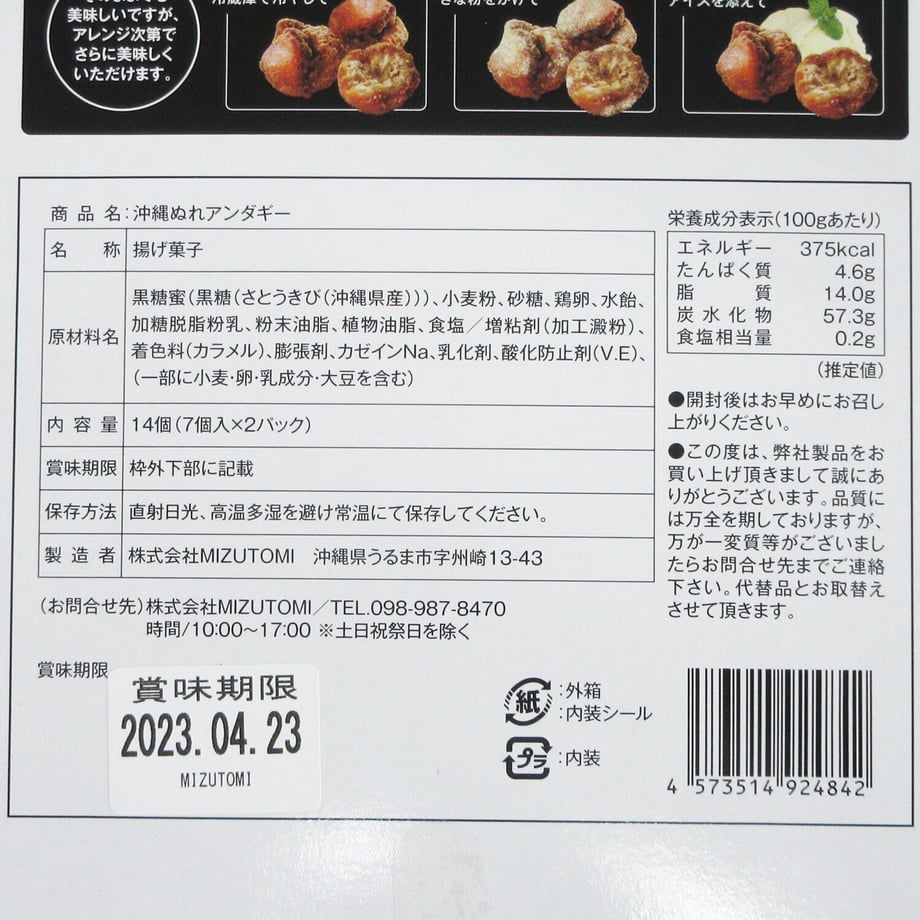 美味しいですが、
アレンジ次第で
さらに美味しく
いただけます。
冷蔵庫で冷やして
きな粉をかけて
アイスを添えて
商品名:沖縄ぬれアンダギー
名称 揚げ菓子
原材料名 黒糖蜜(黒糖(さとうきび(沖縄県産)))、小麦粉、砂糖、鶏卵、水飴、
加糖脱脂粉乳、粉末油脂、植物油脂、食塩/増粘剤(加工澱粉)、
着色料(カラメル)、膨張剤、カゼインNa、乳化剤、酸化防止剤(V.E)、
(一部に小麦・卵・乳成分・大豆を含む)
内容量 14個(7個入×2パック)
賞味期限 枠外下部に記載
保存方法 直射日光、高温多湿を避け常温にて保存してください。
製造者 株式会社MIZUTOMI 沖縄県うるま市字州崎13-43
(お問合せ先)株式会社MIZUTOMI/TEL.098-987-8470
時間/10:00〜17:00 ※土日祝祭日を除く
栄養成分表示(100gあたり)
エネルギー 375kcal
たんぱく質 4.6g
脂質 14.0g
炭水化物 57.3g
食塩相当量 0.2g
(推定値)
●開封後はお早めにお召し
上がりください。
●この度は、弊社製品をお
買い上げ頂きまして誠にあ
りがとうございます。品質に
は万全を期しておりますが、
万が一変質等がございまし
たらお問合せ先までご連絡
下さい。代替品とお取替え
させて頂きます。
賞味期限
賞味期限
2023.04.23
MIZUTOMI
紙:外箱
:内装シール
プラ:内装
4 573514 924842